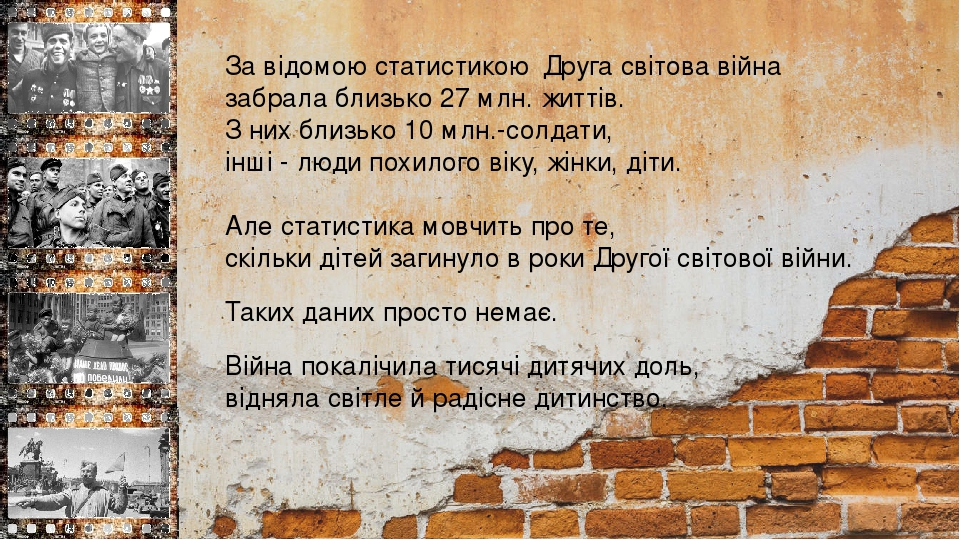 За відомою статистикою Друга світова війна
забрала близько 27 млн. життів.
З них близько 10 млн.-солдати,
інші - люди похилого віку, жінки, діти.
Але статистика мовчить про те,
скільки дітей загинуло в роки Другої світової війни.
Таких даних просто немає.
Війна покалічила тисячі дитячих доль,
відняла світле й радісне дитинство.